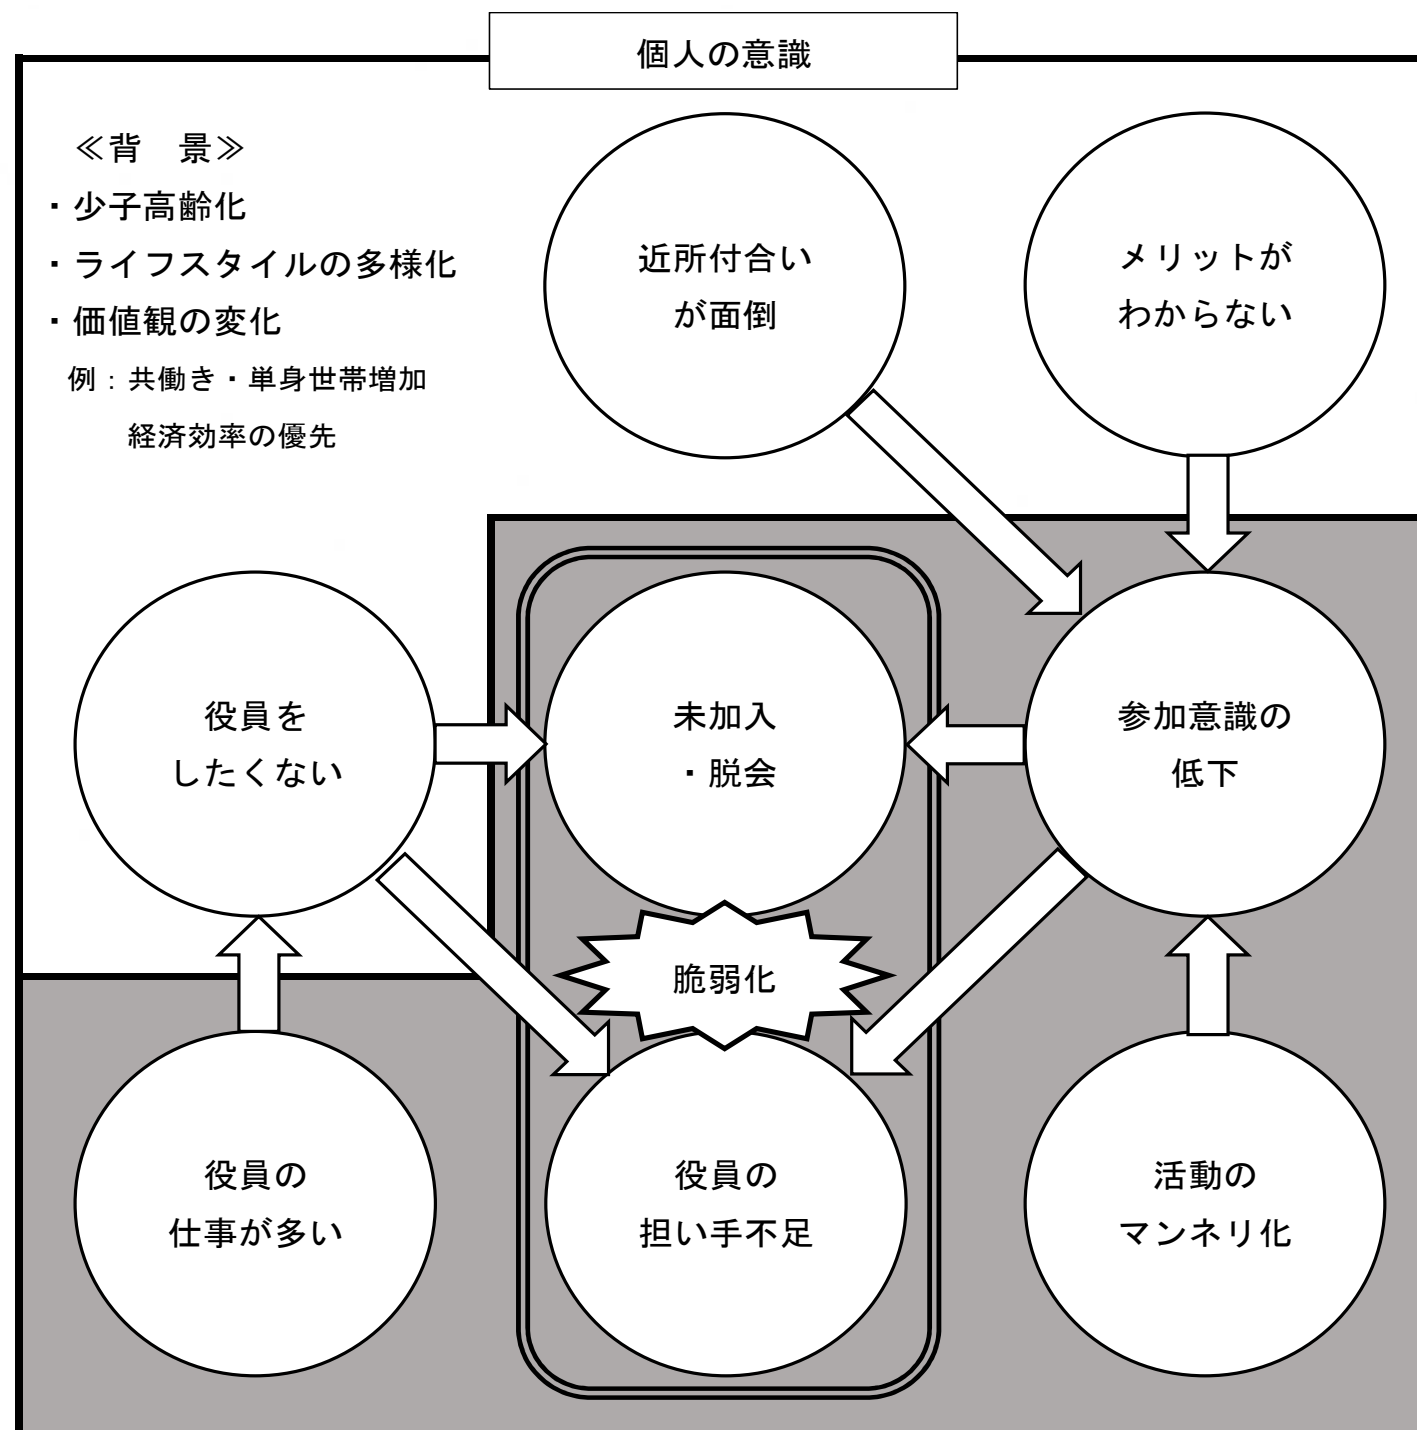 個人の意識
≪背　景≫
・少子高齢化
・ライフスタイルの多様化
・価値観の変化
例：共働き・単身世帯増加
経済効率の優先
近所付合い
が面倒
メリットが
わからない
役員を
したくない
未加入
・脱会
参加意識の
低下
脆弱化
役員の
仕事が多い
役員の
担い手不足
活動の
マンネリ化